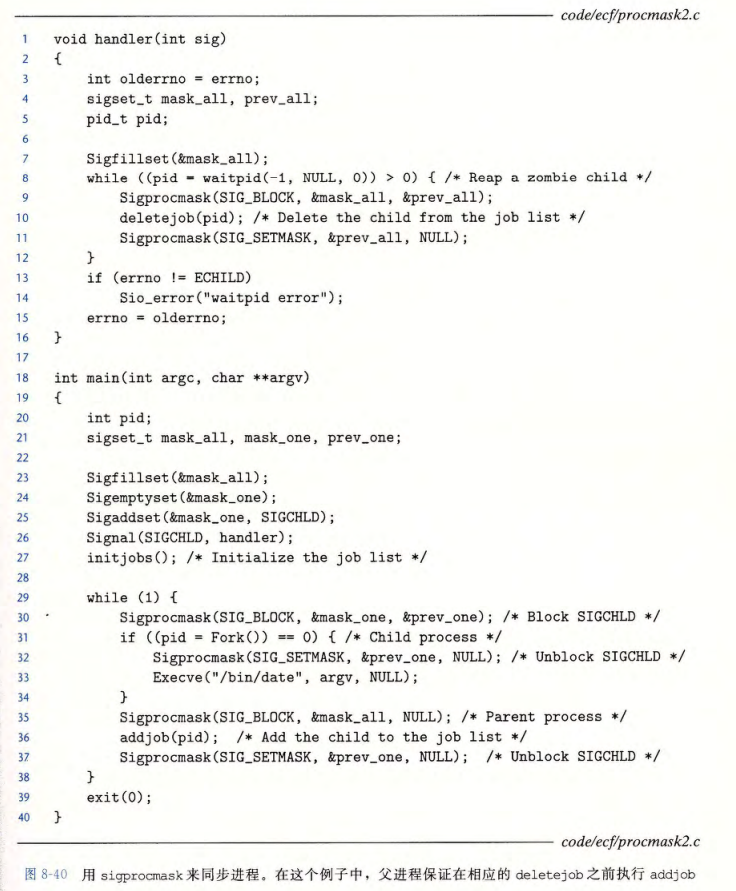 code/ecf/procmask2.c
1 void handler(int sig)
2 {
3     int olderrno = errno;
4     sigset_t mask_all, prev_all;
5     pid_t pid;
6
7     Sigfillset(&mask_all);
8     while ((pid = waitpid(-1, NULL, 0)) > 0) { /* Reap a zombie child */
9         Sigprocmask(SIG_BLOCK, &mask_all, &prev_all);
10         deletejob(pid); /* Delete the child from the job list */
11         Sigprocmask(SIG_SETMASK, &prev_all, NULL);
12     }
13     if (errno != ECHILD)
14         Sio_error("waitpid error");
15     errno = olderrno;
16 }
17
18 int main(int argc, char **argv)
19 {
20     int pid;
21     sigset_t mask_all, mask_one, prev_one;
22
23     Sigfillset(&mask_all);
24     Sigemptyset(&mask_one);
25     Sigaddset(&mask_one, SIGCHLD);
26     Signal(SIGCHLD, handler);
27     initjobs(); /* Initialize the job list */
28
29     while (1) {
30         Sigprocmask(SIG_BLOCK, &mask_one, &prev_one); /* Block SIGCHLD */
31         if ((pid = Fork()) == 0) { /* Child process */
32             Sigprocmask(SIG_SETMASK, &prev_one, NULL); /* Unblock SIGCHLD */
33             Execve("/bin/date", argv, NULL);
34         }
35         Sigprocmask(SIG_BLOCK, &mask_all, NULL); /* Parent process */
36         addjob(pid);  /* Add the child to the job list */
37         Sigprocmask(SIG_SETMASK, &prev_one, NULL);  /* Unblock SIGCHLD */
38     }
39     exit(0);
40 }
code/ecf/procmask2.c
图 8-40 用 sigprocmask 来同步进程。在这个例子中，父进程保证在相应的 deletejob 之前执行 addjob